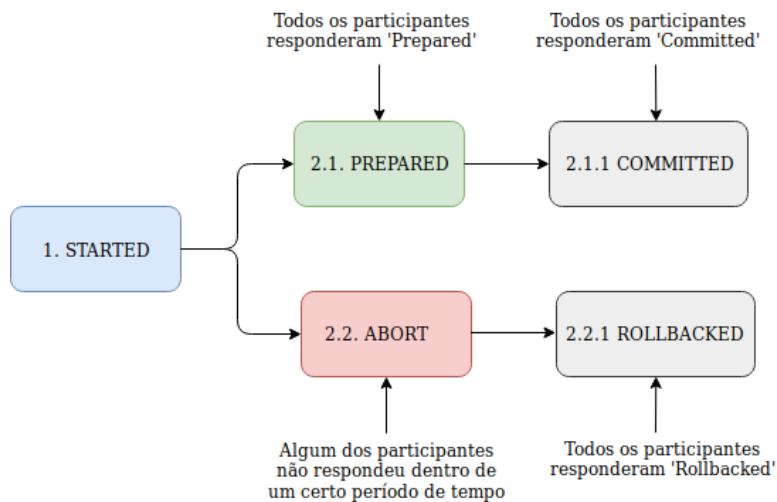 Todos os participantes
responderam 'Prepared'
Todos os participantes
responderam 'Committed'
2.1. PREPARED
2.1.1 COMMITTED
1. STARTED
2.2. ABORT
2.2.1 ROLLBACKED
Algum dos participantes
não respondeu dentro de
um certo período de tempo
Todos os participantes
responderam 'Rollbacked'